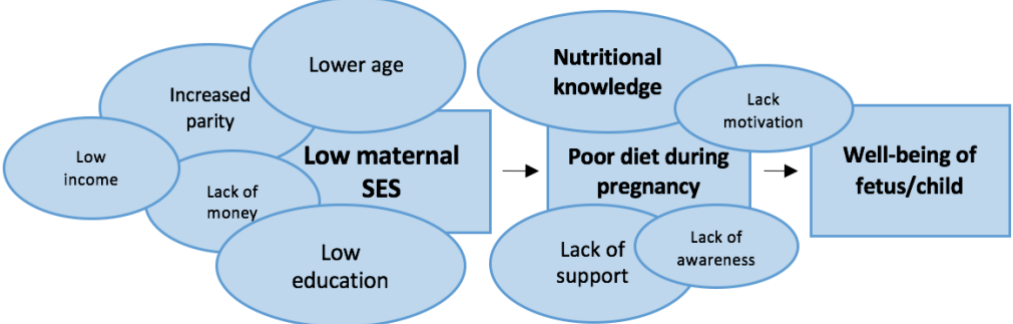 Lower age
Increased
parity
Low
income
Lack of
money
Low
education
Low maternal
SES
Nutritional
knowledge
Lack
motivation
Poor diet during
pregnancy
Lack of
support
Lack of
awareness
Well-being of
fetus/child